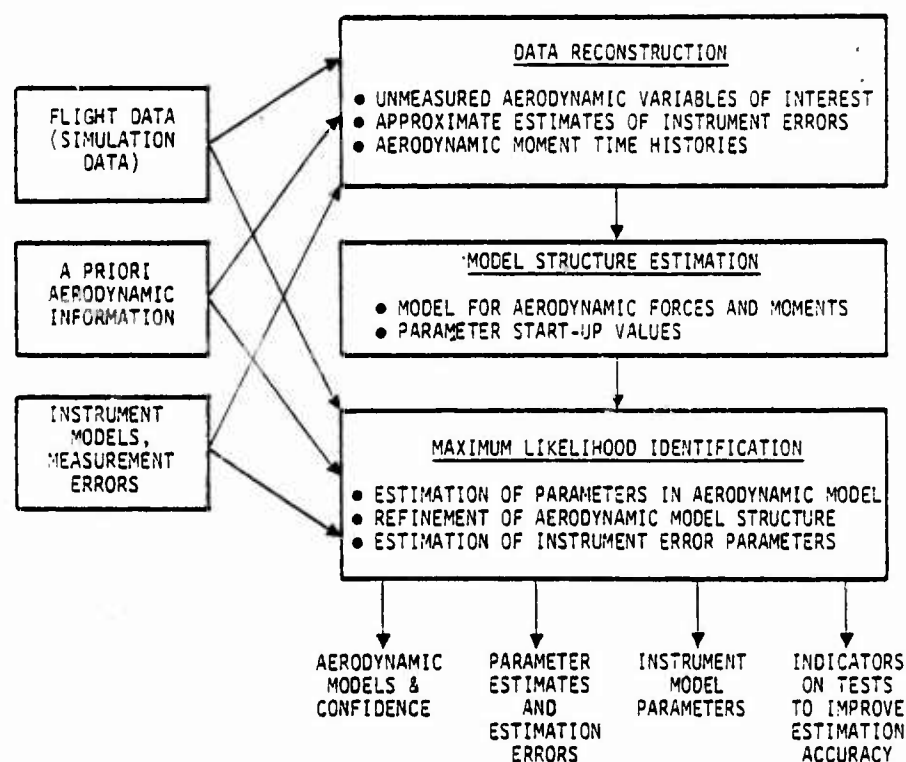 FLIGHT DATA
(SIMULATION
DATA)
A PRIORI
AERODYNAMIC
INFORMATION
INSTRUMENT
MODELS,
MEASUREMENT
ERRORS
DATA RECONSTRUCTION
● UNMEASURED AERODYNAMIC VARIABLES OF INTEREST
● APPROXIMATE ESTIMATES OF INSTRUMENT ERRORS
● AERODYNAMIC MOMENT TIME HISTORIES
MODEL STRUCTURE ESTIMATION
● MODEL FOR AERODYNAMIC FORCES AND MOMENTS
● PARAMETER START-UP VALUES
MAXIMUM LIKELIHOOD IDENTIFICATION
● ESTIMATION OF PARAMETERS IN AERODYNAMIC MODEL
● REFINEMENT OF AERODYNAMIC MODEL STRUCTURE
● ESTIMATION OF INSTRUMENT ERROR PARAMETERS
AERODYNAMIC
MODELS &
CONFIDENCE
PARAMETER
ESTIMATES
AND
ESTIMATION
ERRORS
INSTRUMENT
MODEL
PARAMETERS
INDICATORS
ON TESTS
TO IMPROVE
ESTIMATION
ACCURACY